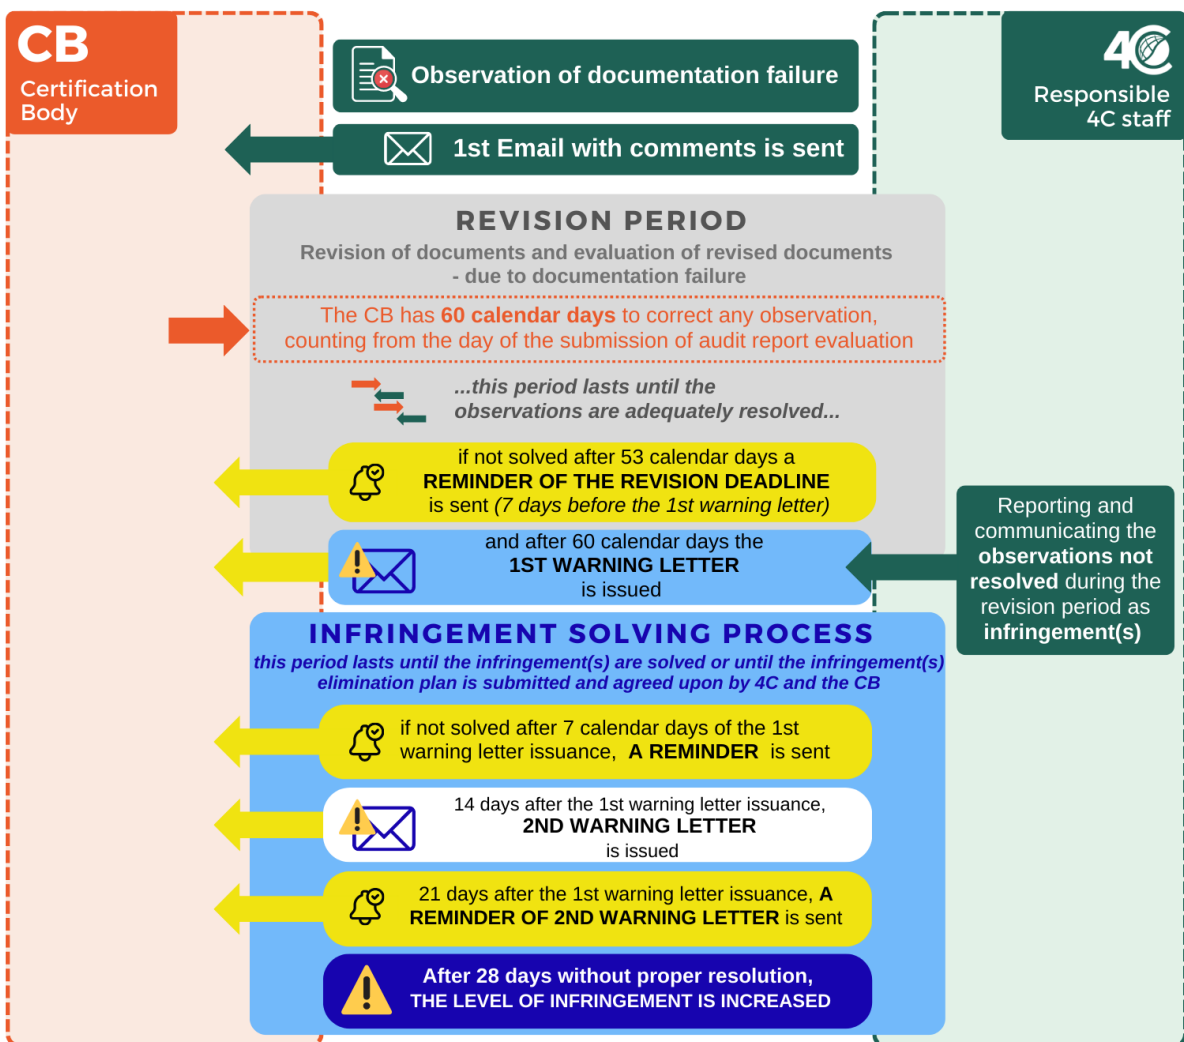 CB
Certification
Body
4C
Responsible
4C staff
Observation of documentation failure
1st Email with comments is sent
REVISION PERIOD
Revision of documents and evaluation of revised documents
- due to documentation failure
The CB has 60 calendar days to correct any observation,
counting from the day of the submission of audit report evaluation
...this period lasts until the
observations are adequately resolved...
if not solved after 53 calendar days a
REMINDER OF THE REVISION DEADLINE
is sent (7 days before the 1st warning letter)
and after 60 calendar days the
1ST WARNING LETTER
is issued
Reporting and
communicating the
observations not
resolved during the
revision period as
infringement(s)
INFRINGEMENT SOLVING PROCESS
this period lasts until the infringement(s) are solved or until the infringement(s)
elimination plan is submitted and agreed upon by 4C and the CB
if not solved after 7 calendar days of the 1st
warning letter issuance, A REMINDER is sent
14 days after the 1st warning letter issuance,
2ND WARNING LETTER
is issued
21 days after the 1st warning letter issuance, A
REMINDER OF 2ND WARNING LETTER is sent
After 28 days without proper resolution,
THE LEVEL OF INFRINGEMENT IS INCREASED